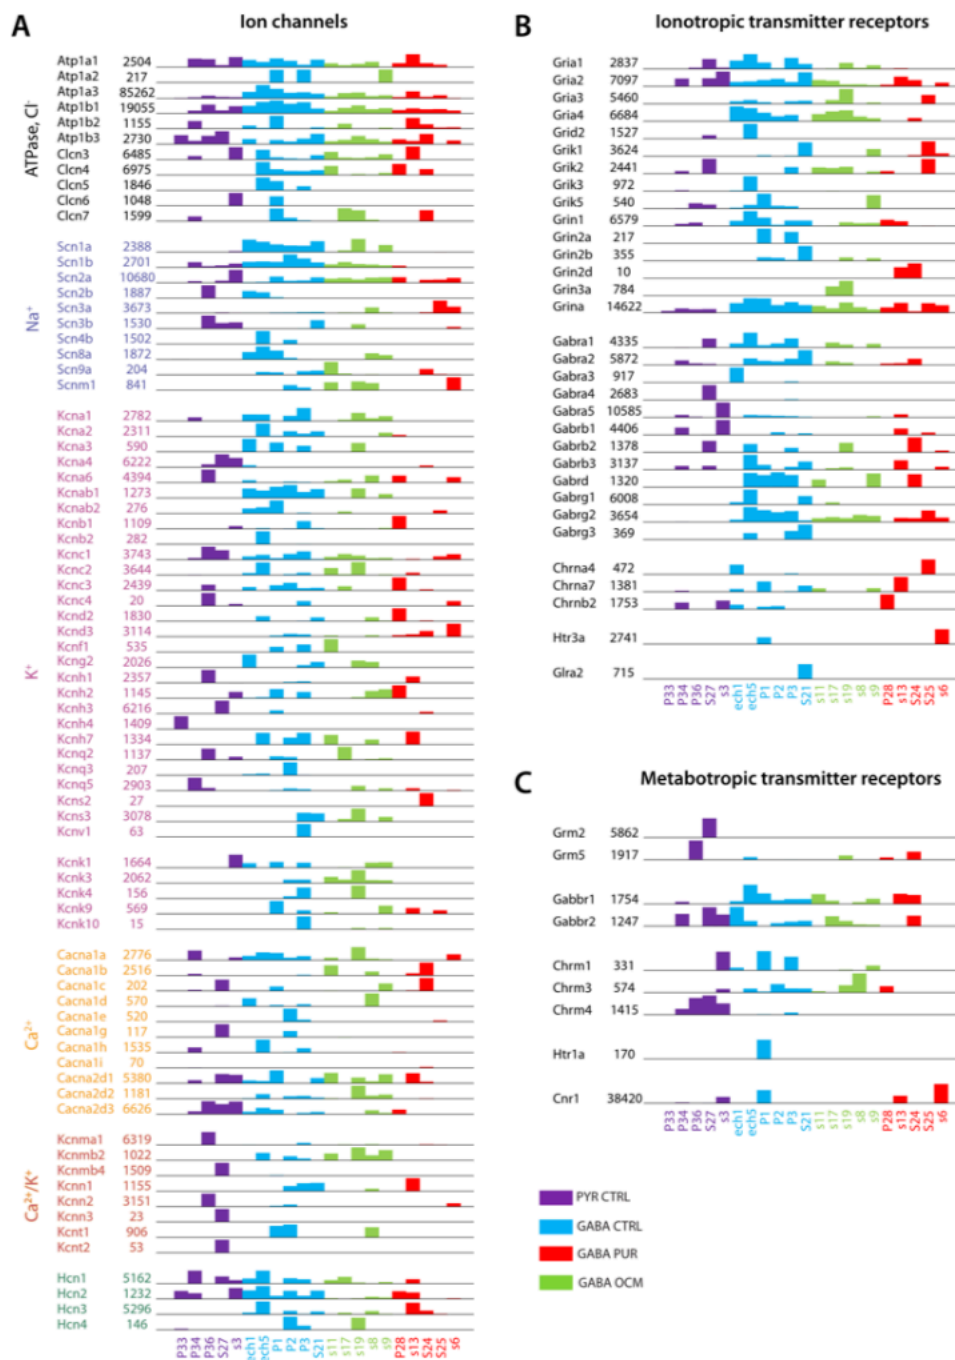 A
Ion channels
ATPase, Cl⁻
Atp1a1 2504
Atp1a2 217
Atp1a3 85262
Atp1b1 19055
Atp1b2 1155
Atp1b3 2730
Clcn3 6485
Clcn4 6975
Clcn5 1846
Clcn6 1048
Clcn7 1599
Na⁺
Scn1a 2388
Scn1b 2701
Scn2a 10680
Scn2b 1887
Scn3a 3673
Scn3b 1530
Scn4b 1502
Scn8a 1872
Scn9a 204
Scnm1 841
K⁺
Kcna1 2782
Kcna2 2311
Kcna3 590
Kcna4 6222
Kcna6 4394
Kcnab1 1273
Kcnab2 276
Kcnb1 1109
Kcnb2 282
Kcnc1 3743
Kcnc2 3644
Kcnc3 2439
Kcnc4 20
Kcnd2 1830
Kcnd3 3114
Kcnf1 535
Kcng2 2026
Kcnh1 2357
Kcnh2 1145
Kcnh3 6216
Kcnh4 1409
Kcnh7 1334
Kcnq2 1137
Kcnq3 207
Kcnq5 2903
Kcns2 27
Kcns3 3078
Kcnv1 63
Kcnk1 1664
Kcnk3 2062
Kcnk4 156
Kcnk9 569
Kcnk10 15
Ca²⁺
Cacna1a 2776
Cacna1b 2516
Cacna1c 202
Cacna1d 570
Cacna1e 520
Cacna1g 117
Cacna1h 1535
Cacna1i 70
Cacna2d1 5380
Cacna2d2 1181
Cacna2d3 6626
Ca²⁺/K⁺
Kcnma1 6319
Kcnmb2 1022
Kcnmb4 1509
Kcnn1 1155
Kcnn2 3151
Kcnn3 23
Kcnt1 906
Kcnt2 53
Hcn1 5162
Hcn2 1232
Hcn3 5296
Hcn4 146
P33 P34 P36 S27 s3 ech1 ech5 P1 P2 P3 S21 s11 s17 s19 s8 s9 P28 s13 S24 S25 s6
B
Ionotropic transmitter receptors
Gria1 2837
Gria2 7097
Gria3 5460
Gria4 6684
Grid2 1527
Grik1 3624
Grik2 2441
Grik3 972
Grik5 540
Grin1 6579
Grin2a 217
Grin2b 355
Grin2d 10
Grin3a 784
Grina 14622
Gabra1 4335
Gabra2 5872
Gabra3 917
Gabra4 2683
Gabra5 10585
Gabrb1 4406
Gabrb2 1378
Gabrb3 3137
Gabrd 1320
Gabrg1 6008
Gabrg2 3654
Gabrg3 369
Chrna4 472
Chrna7 1381
Chrnb2 1753
Htr3a 2741
Glra2 715
P33 P34 P36 S27 s3 ech1 ech5 P1 P2 P3 S21 s11 s17 s19 s8 s9 P28 s13 S24 S25 s6
C
Metabotropic transmitter receptors
Grm2 5862
Grm5 1917
Gabbr1 1754
Gabbr2 1247
Chrm1 331
Chrm3 574
Chrm4 1415
Htr1a 170
Cnr1 38420
P33 P34 P36 S27 s3 ech1 ech5 P1 P2 P3 S21 s11 s17 s19 s8 s9 P28 s13 S24 S25 s6
PYR CTRL
GABA CTRL
GABA PUR
GABA OCM